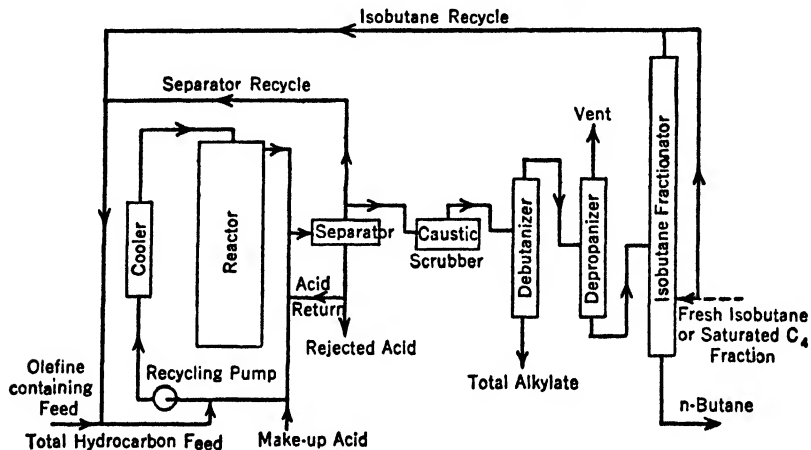 Isobutane Recycle
Separator Recycle
Vent
Cooler
Reactor
Separator
Caustic
Scrubber
Debutanizer
Depropanizer
Isobutane Fractionator
Acid
Return
Rejected Acid
Fresh Isobutane
or Saturated C₄
Fraction
Olefine
containing
Feed
Recycling Pump
Total Alkylate
n-Butane
Total Hydrocarbon Feed
Make-up Acid